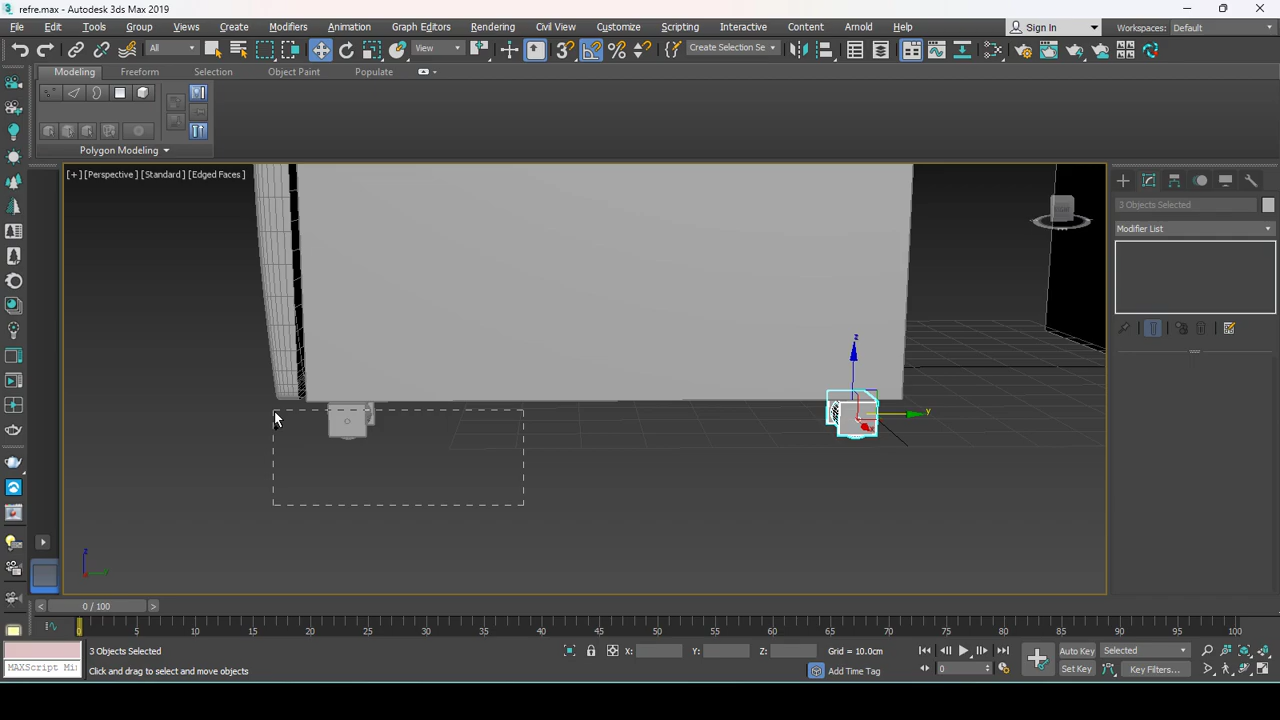 refre.max - Autodesk 3ds Max 2019
File Edit Tools Group Views Create Modifiers Animation Graph Editors Rendering Civil View Customize Scripting Interactive Content Arnold Help Sign In Workspaces: Default
All View Create Selection Se
Modeling Freeform Selection Object Paint Populate
Polygon Modeling
[+] [Perspective] [Standard] [Edged Faces]
3 Objects Selected
Modifier List
z
y
x
z
0 / 100
0 5 10 15 20 25 30 35 40 45 50 55 60 65 70 75 80 85 90 95 100
3 Objects Selected X: Y: Z: Grid = 10.0cm Auto Key Selected
MAXScript Mi: Click and drag to select and move objects Add Time Tag 0 Set Key Key Filters...